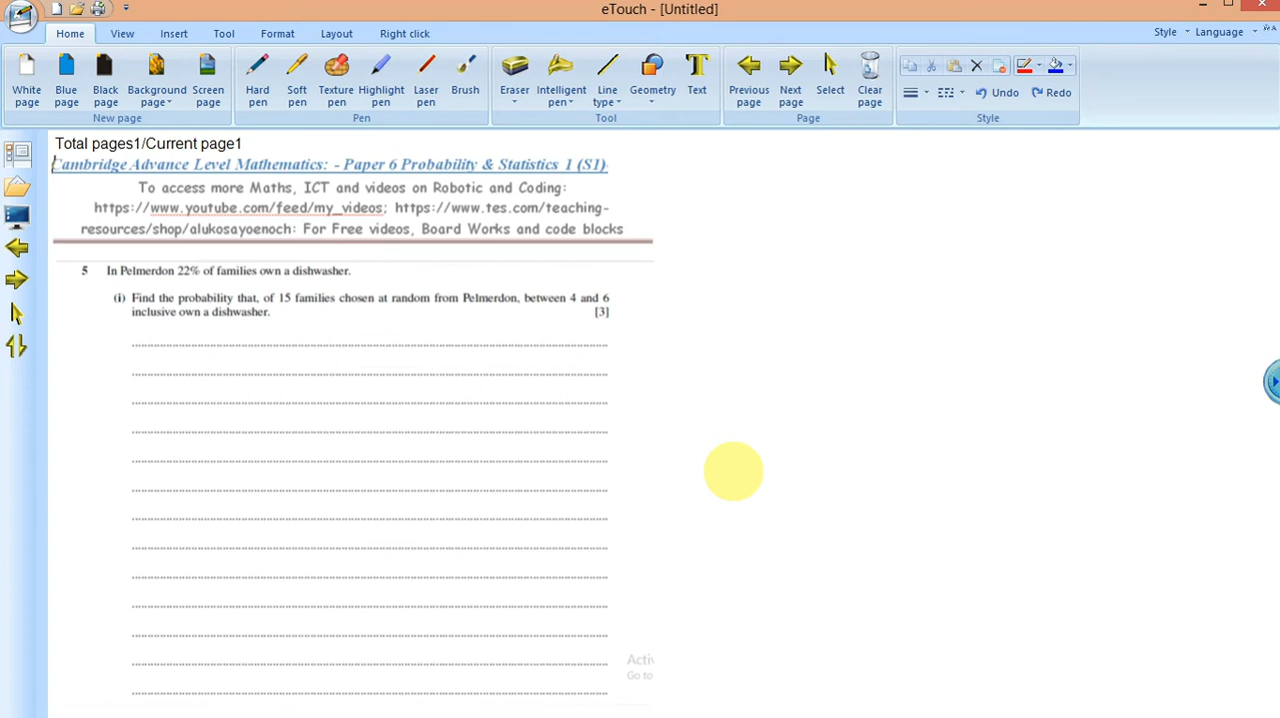 eTouch - [Untitled]
Home View Insert Tool Format Layout Right click
Style Language
White page
Blue page
Black page
Background page
Screen page
Hard pen
Soft pen
Texture pen
Highlight pen
Laser pen
Brush
Eraser
Intelligent pen
Line type
Geometry
Text
Previous page
Next page
Select
Clear page
Undo
Redo
New page Pen Tool Page Style
Total pages1/Current page1
Cambridge Advance Level Mathematics: - Paper 6 Probability & Statistics 1 (S1)
To access more Maths, ICT and videos on Robotic and Coding:
https://www.youtube.com/feed/my_videos; https://www.tes.com/teaching-
resources/shop/alukosayoenoch: For Free videos, Board Works and code blocks
5 In Pelmerdon 22% of families own a dishwasher.
(i) Find the probability that, of 15 families chosen at random from Pelmerdon, between 4 and 6
inclusive own a dishwasher. [3]
Go to